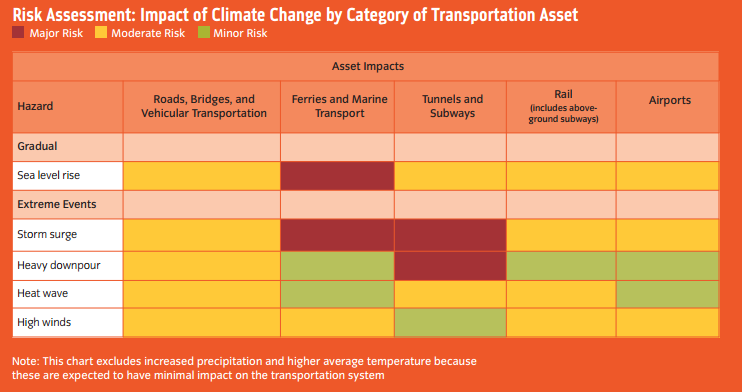 Risk Assessment: Impact of Climate Change by Category of Transportation Asset
Major Risk Moderate Risk Minor Risk
Asset Impacts
Hazard
Roads, Bridges, and
Vehicular Transportation
Ferries and Marine
Transport
Tunnels and
Subways
Rail
(includes above-
ground subways)
Airports
Gradual
Sea level rise
Extreme Events
Storm surge
Heavy downpour
Heat wave
High winds
Note: This chart excludes increased precipitation and higher average temperature because
these are expected to have minimal impact on the transportation system